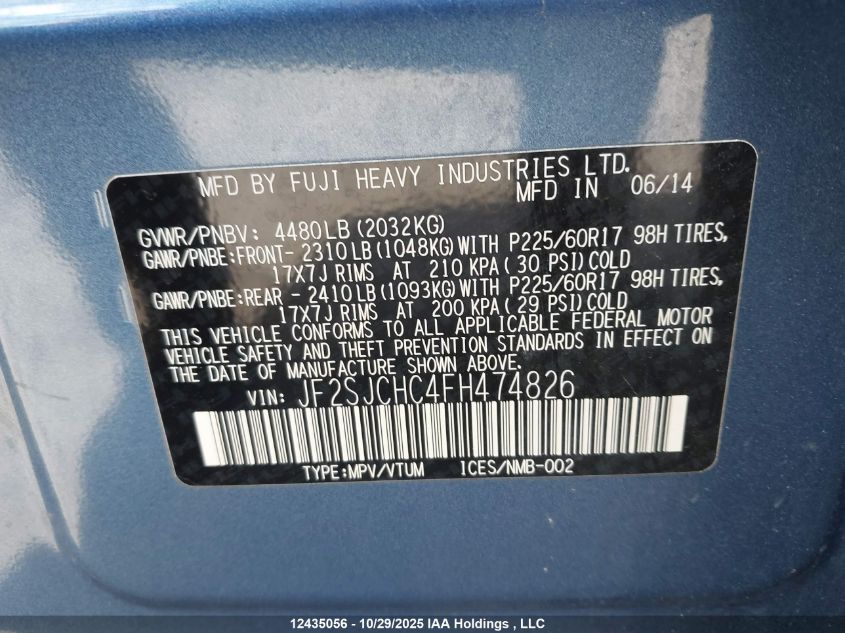 MFD BY FUJI HEAVY INDUSTRIES LTD.
MFD IN 06/14
GVWR/PNBV: 4480LB (2032KG)
GAWR/PNBE:FRONT- 2310LB (1048KG) WITH P225/60R17 98H TIRES,
17X7J RIMS AT 210 KPA ( 30 PSI) COLD
GAWR/PNBE:REAR - 2410LB (1093KG) WITH P225/60R17 98H TIRES,
17X7J RIMS AT 200 KPA ( 29 PSI) COLD
THIS VEHICLE CONFORMS TO ALL APPLICABLE FEDERAL MOTOR
VEHICLE SAFETY AND THEFT PREVENTION STANDARDS IN EFFECT ON
THE DATE OF MANUFACTURE SHOWN ABOVE.
VIN: JF2SJCHC4FH474826
TYPE:MPV/VTUM ICES/NMB-002
12435056 - 10/29/2025 IAA Holdings , LLC